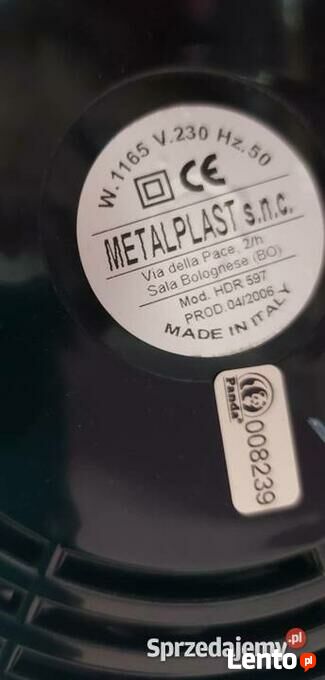 W. 1165 V. 230 Hz. 50
CE
METALPLAST s.n.c.
Via della Pace, 2/h
Sala Bolognese (BO)
Mod. HDR 597
PROD. 04/2006
MADE IN ITALY
Panda®
008239
Sprzedajemy.pl
Lento.pl